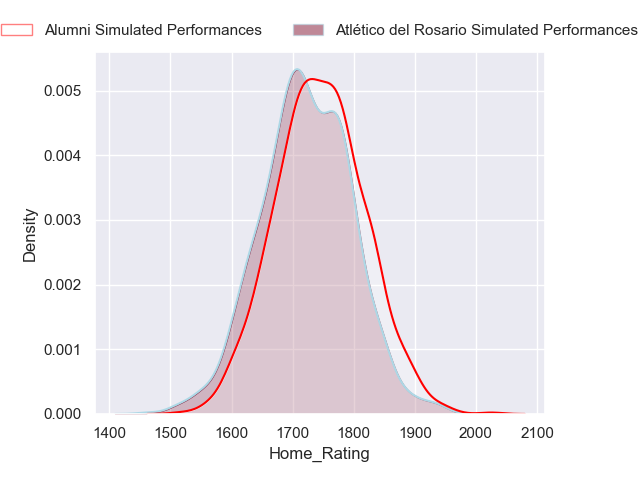 Alumni Simulated Performances Atlético del Rosario Simulated Performances
0.005
0.004
0.003
0.002
0.001
0.000
Density
1400 1500 1600 1700 1800 1900 2000 2100
Home_Rating